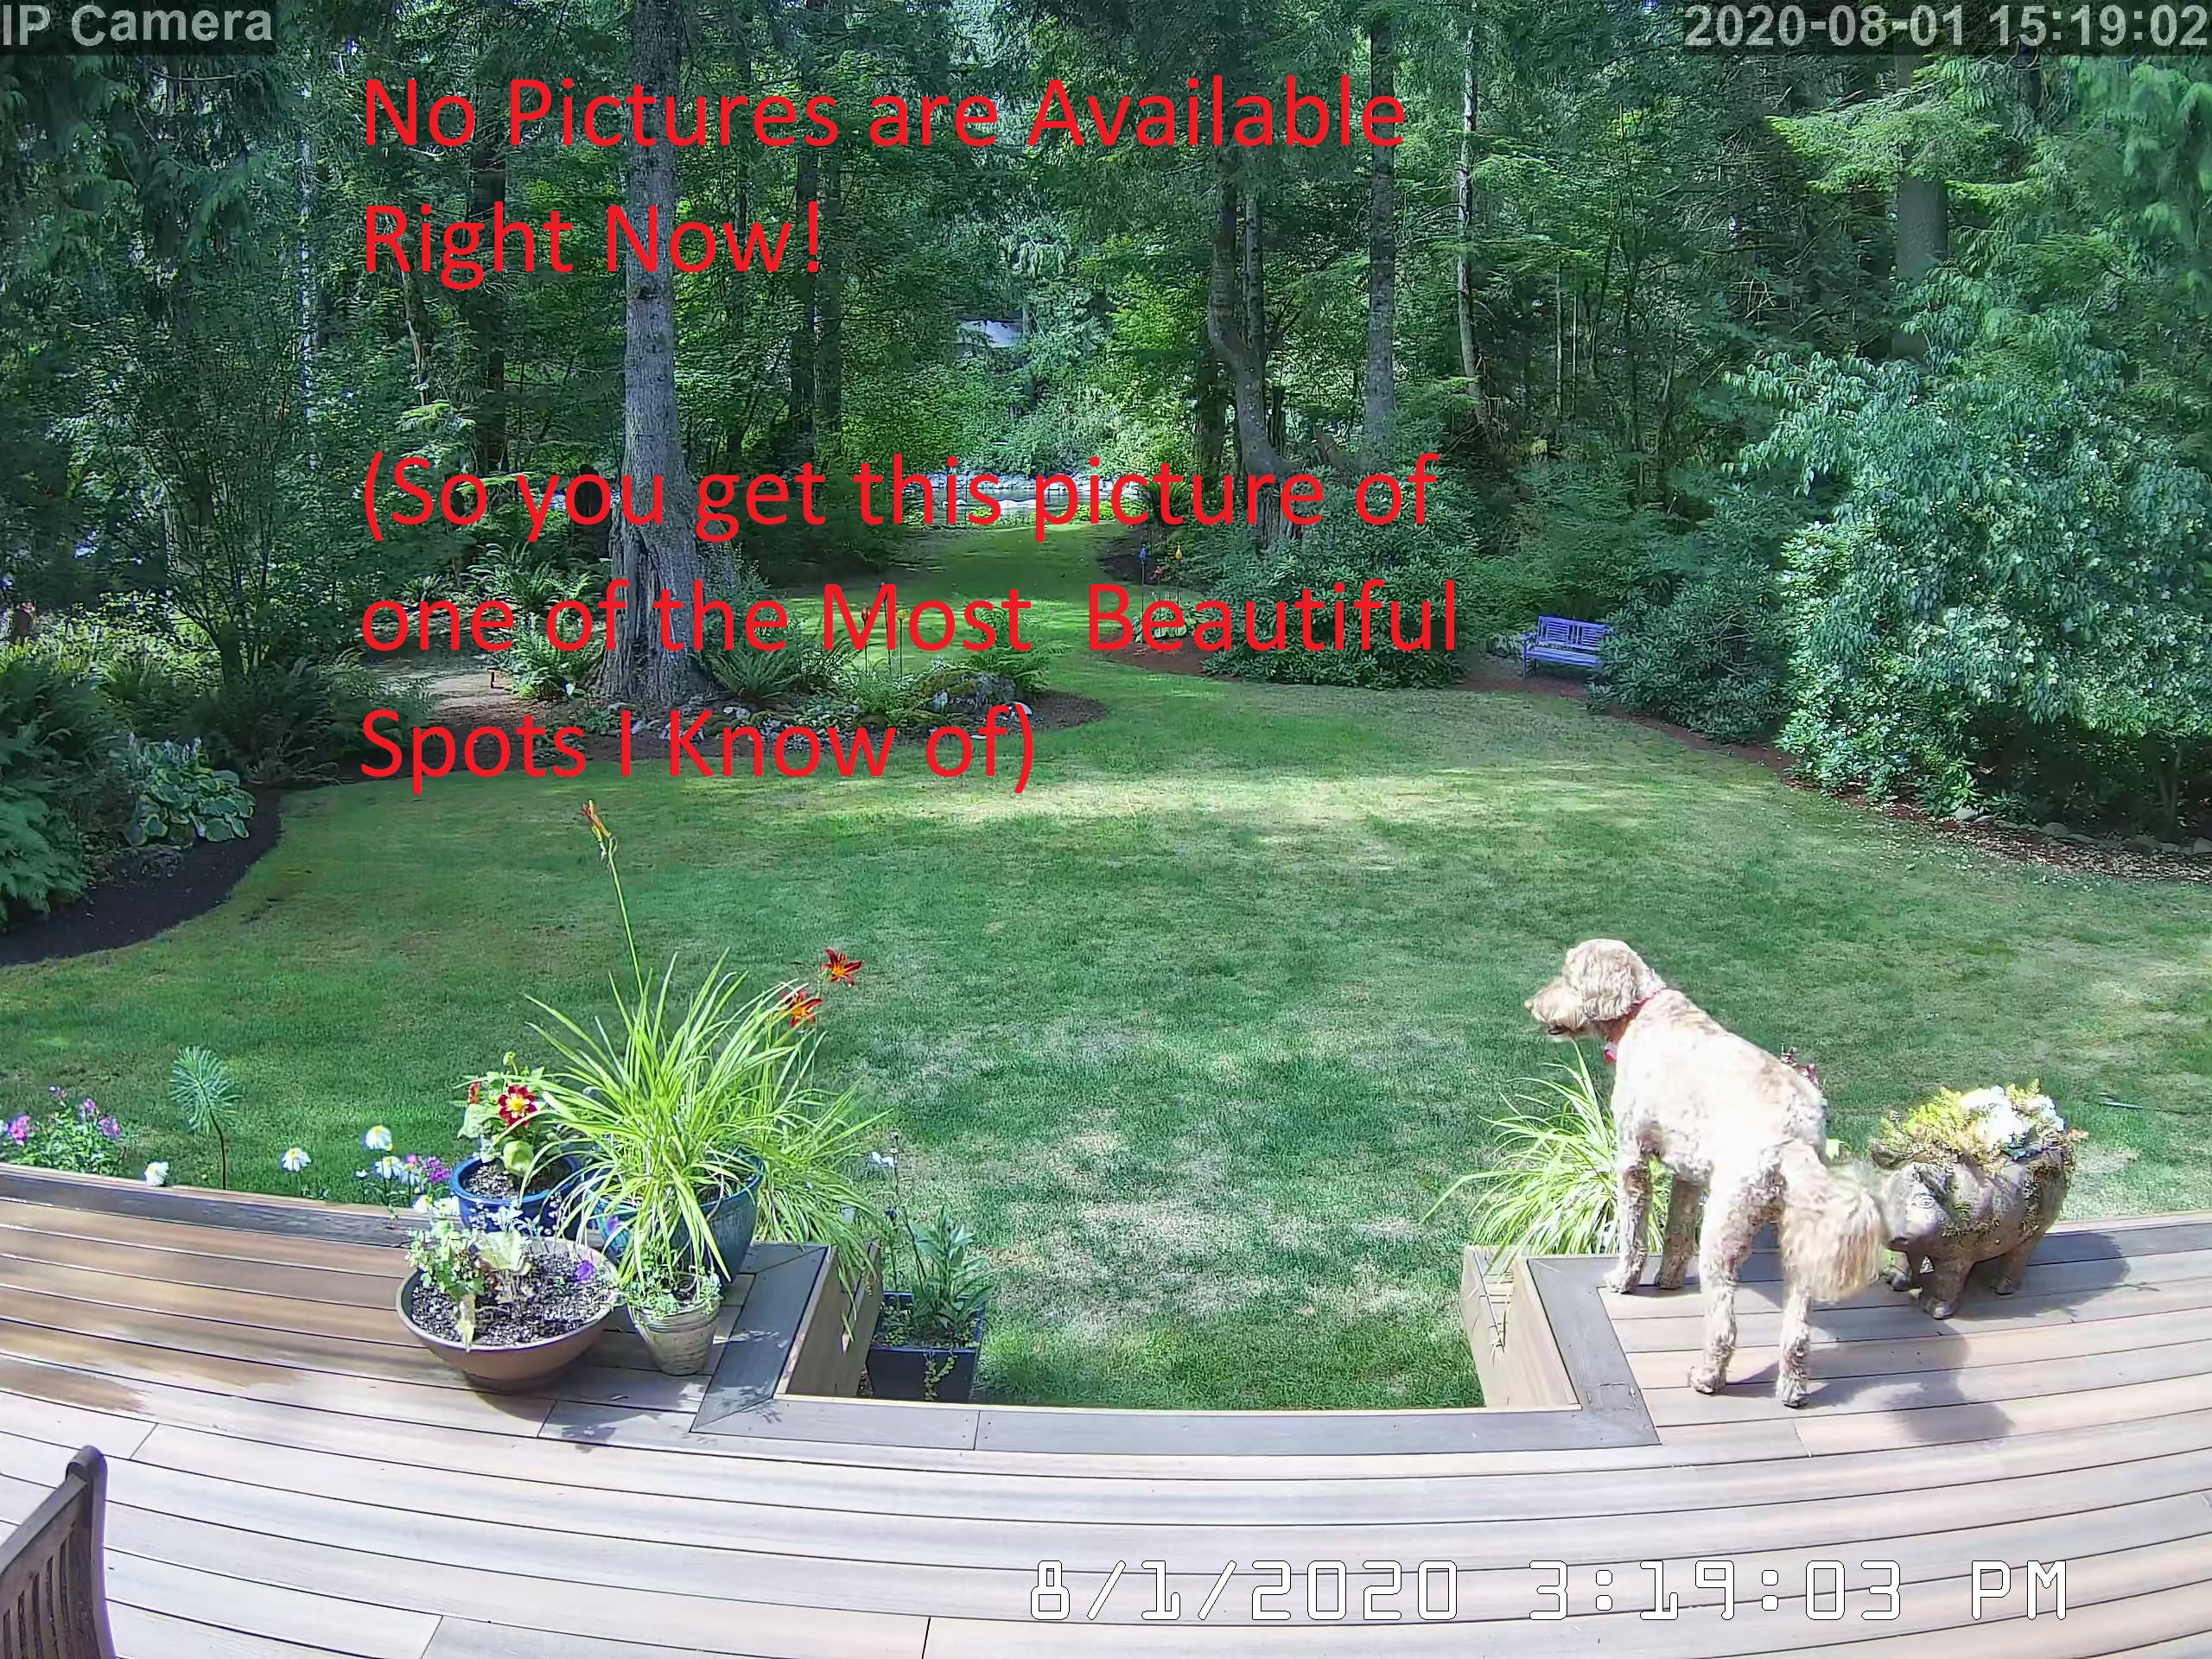 IP Camera
2020-08-01 15:19:02
No Pictures are Available
Right Now!
(So you get this picture of
one of the Most  Beautiful
Spots I Know of)
8/1/2020 3:19:03 PM